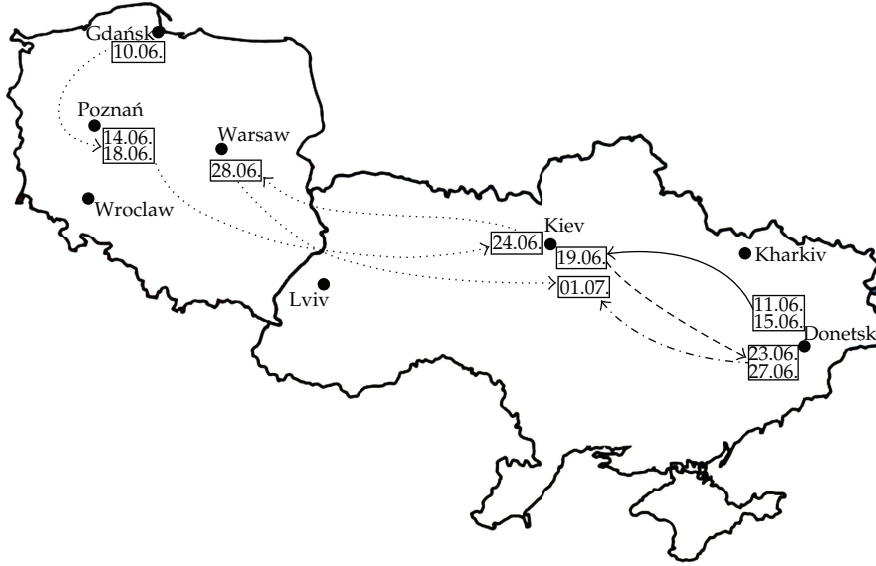 Gdańsk
10.06.
Poznań
14.06.
18.06.
Warsaw
28.06.
Wroclaw
Kiev
24.06.
19.06.
Kharkiv
01.07.
Lviv
11.06.
15.06.
Donetsk
23.06.
27.06.